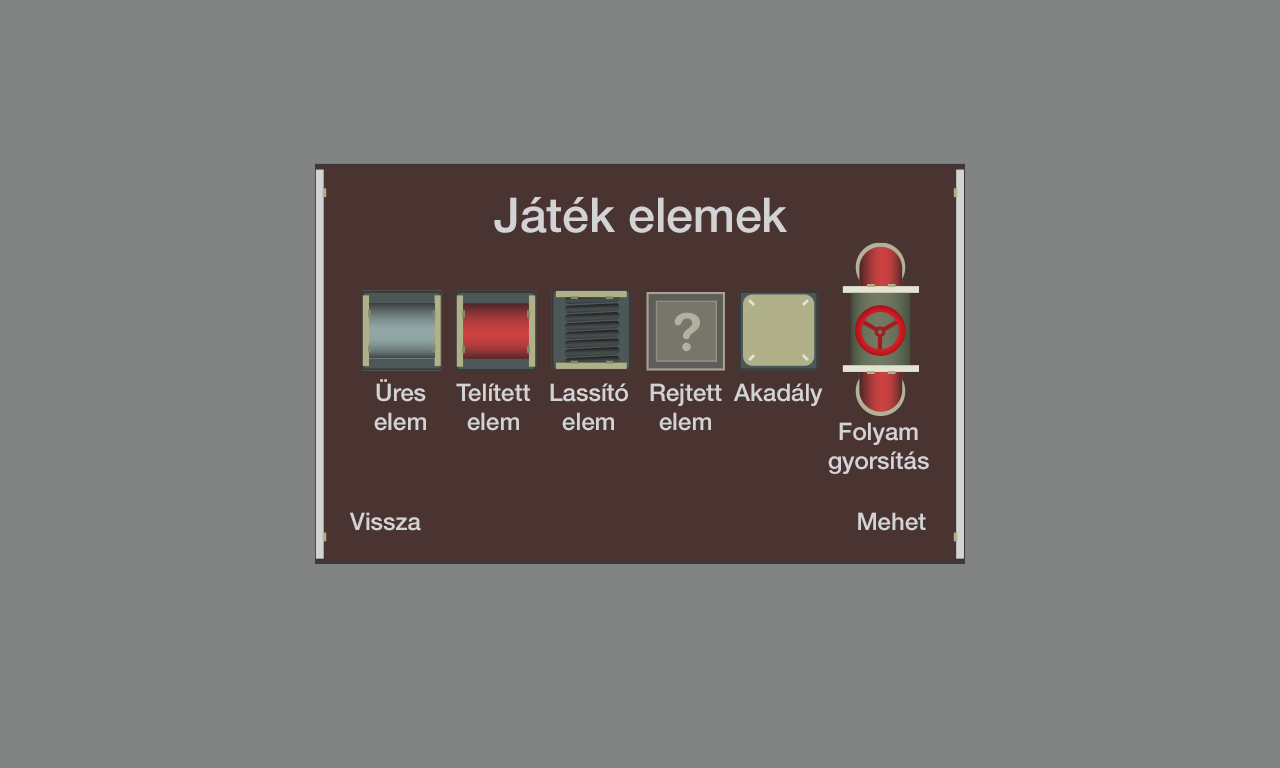 Játék elemek
?
Üres
elem
Telített
elem
Lassító
elem
Rejtett
elem
Akadály
Folyam
gyorsítás
Vissza
Mehet